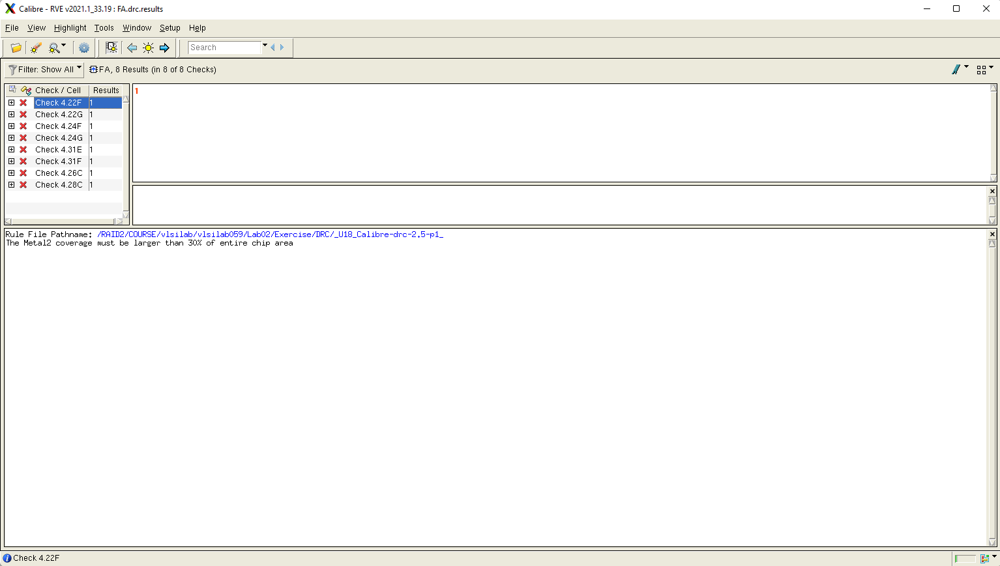 Calibre - RVE v2021.1_33.19 : FA.drc.results
File View Highlight Tools Window Setup Help
Search
Filter: Show All FA, 8 Results (in 8 of 8 Checks)
Check / Cell Results
Check 4.22F 1
Check 4.22G 1
Check 4.24F 1
Check 4.24G 1
Check 4.31E 1
Check 4.31F 1
Check 4.26C 1
Check 4.28C 1
1
Rule File Pathname: /RAID2/COURSE/vlsilab/vlsilab059/Lab02/Exercise/DRC/_U18_Calibre-drc-2.5-p1_
The Metal2 coverage must be larger than 30% of entire chip area
Check 4.22F